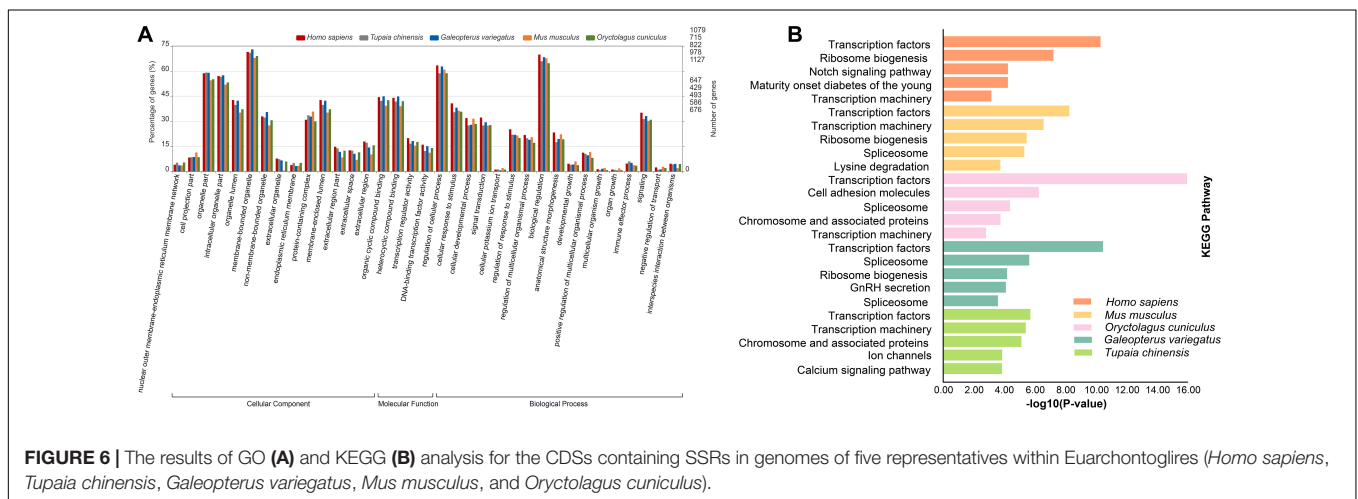 A
Homo sapiens
Tupaia chinensis
Galeopterus variegatus
Mus musculus
Oryctolagus cuniculus
Percentage of genes (%)
75
60
45
30
15
0
1079
715
822
978
1127
647
429
493
586
676
0
Number of genes
nuclear outer membrane-endoplasmic reticulum membrane network
cell projection part
organelle part
intracellular organelle part
organelle lumen
membrane-bounded organelle
non-membrane-bounded organelle
extracellular organelle
endoplasmic reticulum membrane
protein-containing complex
membrane-enclosed lumen
extracellular region part
extracellular space
extracellular region
organic cyclic compound binding
heterocyclic compound binding
transcription regulator activity
DNA-binding transcription factor activity
regulation of cellular process
cellular response to stimulus
cellular developmental process
signal transduction
cellular potassium ion transport
regulation of response to stimulus
regulation of multicellular organismal process
biological regulation
anatomical structure morphogenesis
developmental growth
positive regulation of multicellular organismal process
multicellular organism growth
organ growth
immune effector process
signaling
negative regulation of transport
interspecies interaction between organisms
Cellular Component
Molecular Function
Biological Process
B
Transcription factors
Ribosome biogenesis
Notch signaling pathway
Maturity onset diabetes of the young
Transcription machinery
Transcription factors
Transcription machinery
Ribosome biogenesis
Spliceosome
Lysine degradation
Transcription factors
Cell adhesion molecules
Spliceosome
Chromosome and associated proteins
Transcription machinery
Transcription factors
Spliceosome
Ribosome biogenesis
GnRH secretion
Spliceosome
Transcription factors
Transcription machinery
Chromosome and associated proteins
Ion channels
Calcium signaling pathway
KEGG Pathway
Homo sapiens
Mus musculus
Oryctolagus cuniculus
Galeopterus variegatus
Tupaia chinensis
0.00 2.00 4.00 6.00 8.00 10.00 12.00 14.00 16.00
-log10(P-value)
FIGURE 6 | The results of GO (A) and KEGG (B) analysis for the CDSs containing SSRs in genomes of five representatives within Euarchontoglires (Homo sapiens,
Tupaia chinensis, Galeopterus variegatus, Mus musculus, and Oryctolagus cuniculus).